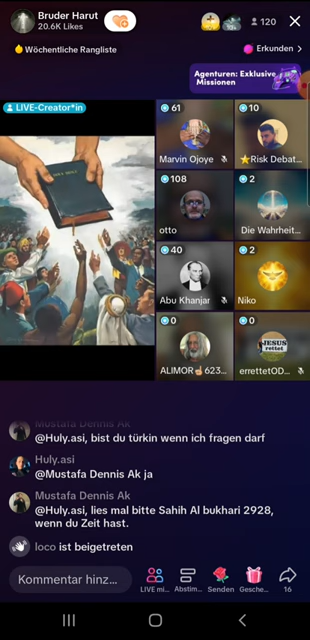 Bruder Harut
20.6K Likes
120
Wöchentliche Rangliste
Erkunden >
Agenturen: Exklusive
Missionen
LIVE-Creator*in
HOLY BIBLE
61
Marvin Ojoye
10
Risk Debat...
108
otto
2
Die Wahrheit...
40
Abu Khanjar
2
Niko
0
ALIMOR☝623...
0
JESUS
rettet
errettetOD...
Mustafa Dennis Ak
@Huly.asi, bist du türkin wenn ich fragen darf
Huly.asi
@Mustafa Dennis Ak ja
Mustafa Dennis Ak
@Huly.asi, lies mal bitte Sahih Al bukhari 2928,
wenn du Zeit hast.
loco ist beigetreten
Kommentar hinz...
LIVE mi...
Abstim...
Senden
Gesche...
16